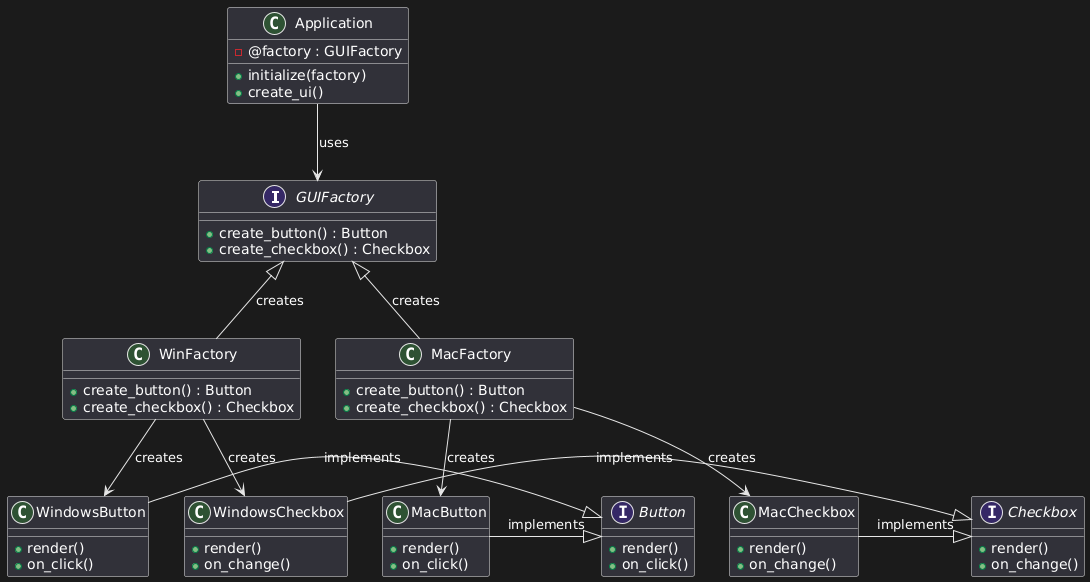 C Application
@factory : GUIFactory
initialize(factory)
create_ui()
uses
I GUIFactory
create_button() : Button
create_checkbox() : Checkbox
creates
creates
C WinFactory
create_button() : Button
create_checkbox() : Checkbox
C MacFactory
create_button() : Button
create_checkbox() : Checkbox
creates
creates
implements
creates
implements
creates
C WindowsButton
render()
on_click()
C WindowsCheckbox
render()
on_change()
C MacButton
render()
on_click()
implements
I Button
render()
on_click()
C MacCheckbox
render()
on_change()
implements
I Checkbox
render()
on_change()